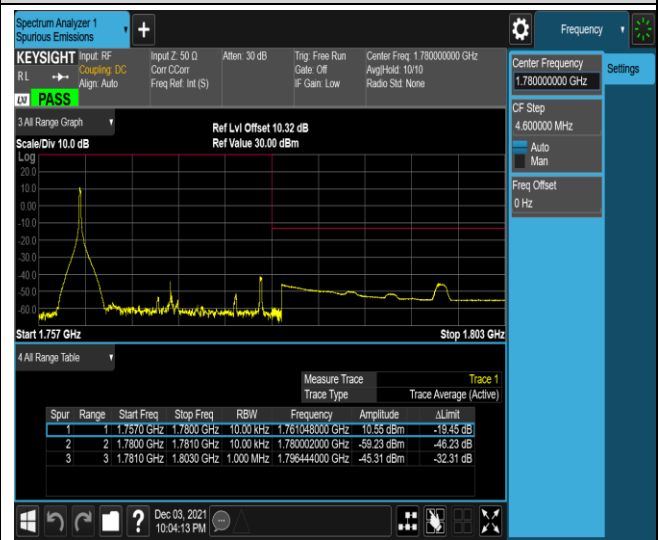 Spectrum Analyzer 1
Spurious Emissions
+
Frequency
KEYSIGHT
RL
Input: RF
Coupling: DC
Align: Auto
Input Z: 50 Ω
Corr CCorr
Freq Ref: Int (S)
Atten: 30 dB
Trig: Free Run
Gate: Off
IF Gain: Low
Center Freq: 1.780000000 GHz
Avg|Hold: 10/10
Radio Std: None
LXI PASS
Center Frequency
1.780000000 GHz
Settings
CF Step
4.600000 MHz
Auto
Man
Freq Offset
0 Hz
3 All Range Graph
Scale/Div 10.0 dB
Ref Lvl Offset 10.32 dB
Ref Value 30.00 dBm
Log
20.0
10.0
0.00
-10.0
-20.0
-30.0
-40.0
-50.0
-60.0
Start 1.757 GHz Stop 1.803 GHz
4 All Range Table
Measure Trace Trace 1
Trace Type Trace Average (Active)
Spur Range Start Freq Stop Freq RBW Frequency Amplitude ΔLimit
1 1 1.7570 GHz 1.7800 GHz 10.00 kHz 1.761048000 GHz 10.55 dBm -19.45 dB
2 2 1.7800 GHz 1.7810 GHz 10.00 kHz 1.780002000 GHz -59.23 dBm -46.23 dB
3 3 1.7810 GHz 1.8030 GHz 1.000 MHz 1.796444000 GHz -45.31 dBm -32.31 dB
?
Dec 03, 2021
10:04:13 PM